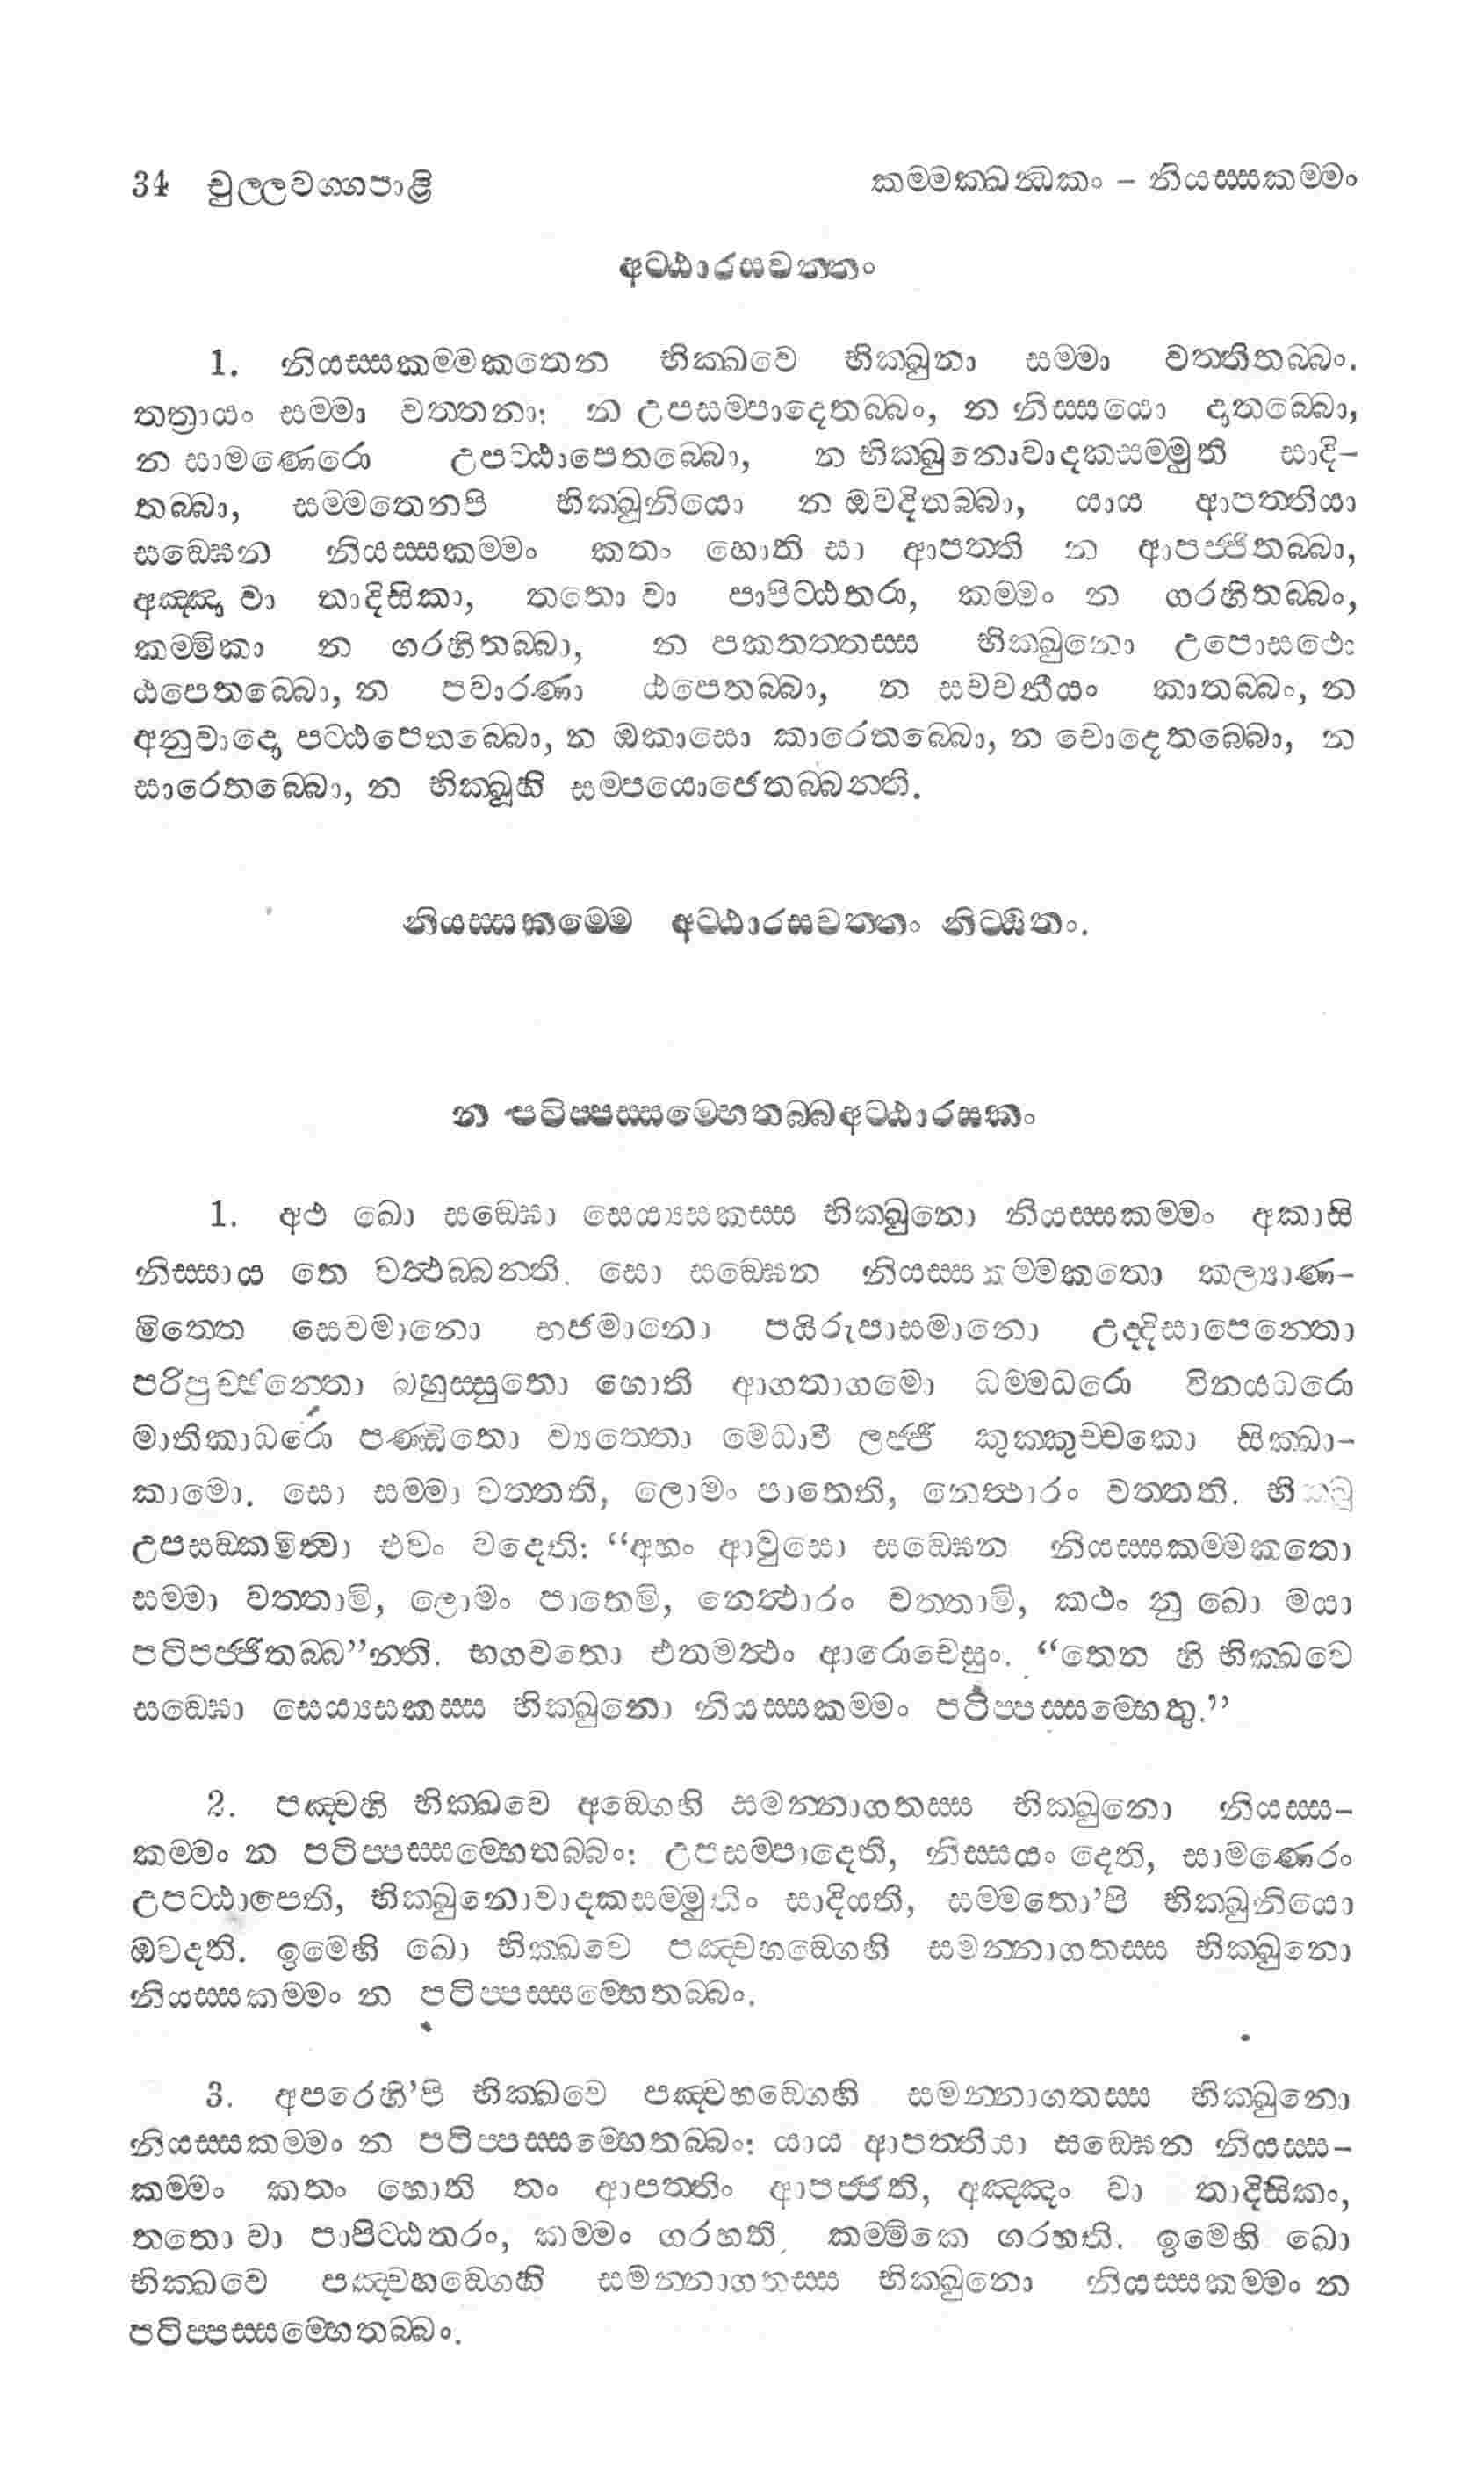 34 චුල්ලවග්ගපාළි
කම්මක්ඛන්ධකං – නියස්සකම්මං
අට්ඨාරසවත්තං
1. නියස්සකම්මකතෙන භික්ඛවෙ භික්ඛුනා සම්මා වත්තිතබ්බං.
තත්‍රායං සම්මා වත්තනා: න උපසම්පාදෙතබ්බං, න නිස්සයො දාතබ්බො,
න සාමණෙරො උපට්ඨාපෙතබ්බො, න භික්ඛුනොවාදකසම්මුති සාදි–
තබ්බා, සම්මතෙනපි භික්ඛූනියො න ඔවදිතබ්බා, යාය ආපත්තියා
සඞ්ඝෙන නියස්සකම්මං කතං හොති සා ආපත්ති න ආපජ්ජිතබ්බා,
අඤ්ඤා වා තාදිසිකා, තතො වා පාපිට්ඨතරා, කම්මං න ගරහිතබ්බං,
කම්මිකා න ගරහිතබ්බා, න පකතත්තස්ස භික්ඛුනො උපොසථො
ඨපෙතබ්බො, න පවාරණා ඨපෙතබ්බා, න සවචනීයං කාතබ්බං, න
අනුවාදො පට්ඨපෙතබ්බො, න ඔකාසො කාරෙතබ්බො, න චොදෙතබ්බො, න
සාරෙතබ්බො, න භික්ඛූහි සම්පයොජෙතබ්බන්ති.
නියස්සකම්මෙ අට්ඨාරසවත්තං නිට්ඨිතං.
න පටිප්පස්සම්භෙතබ්බඅට්ඨාරසකං
1. අථ ඛො සඞ්ඝො සෙය්‍යසකස්ස භික්ඛුනො නියස්සකම්මං අකාසි
නිස්සාය තෙ වත්ථබ්බන්ති. සො සඞ්ඝෙන නියස්සකම්මකතො කල්‍යාණ–
මිත්තෙ සෙවමානො භජමානො පයිරුපාසමානො උද්දිසාපෙන්තො
පරිපුච්ඡන්තො බහුස්සුතො හොති ආගතාගමො ධම්මධරො විනයධරො
මාතිකාධරො පණ්ඩිතො ව්‍යත්තො මෙධාවී ලජ්ජී කුක්කුච්චකො සික්ඛා–
කාමො. සො සම්මා වත්තති, ලොමං පාතෙති, නෙත්ථාරං වත්තති. භික්ඛූ
උපසඞ්කමිත්වා එවං වදෙති: “අහං ආවුසො සඞ්ඝෙන නියස්සකම්මකතො
සම්මා වත්තාමි, ලොමං පාතෙමි, නෙත්ථාරං වත්තාමි, කථං නු ඛො මයා
පටිපජ්ජිතබ්බ”න්ති. භගවතො එතමත්ථං ආරොචෙසුං. “තෙන හි භික්ඛවෙ
සඞ්ඝො සෙය්‍යසකස්ස භික්ඛුනො නියස්සකම්මං පටිප්පස්සම්භෙතු.”
2. පඤ්චහි භික්ඛවෙ අඞ්ගෙහි සමන්නාගතස්ස භික්ඛුනො නියස්ස–
කම්මං න පටිප්පස්සම්භෙතබ්බං: උපසම්පාදෙති, නිස්සයං දෙති, සාමණෙරං
උපට්ඨාපෙති, භික්ඛුනොවාදකසම්මුතිං සාදියති, සම්මතො’පි භික්ඛුනියො
ඔවදති. ඉමෙහි ඛො භික්ඛවෙ පඤ්චහඞ්ගෙහි සමන්නාගතස්ස භික්ඛුනො
නියස්සකම්මං න පටිප්පස්සම්භෙතබ්බං.
3. අපරෙහි’පි භික්ඛවෙ පඤ්චහඞ්ගෙහි සමන්නාගතස්ස භික්ඛුනො
නියස්සකම්මං න පටිප්පස්සම්භෙතබ්බං: යාය ආපත්තියා සඞ්ඝෙන නියස්ස–
කම්මං කතං හොති තං ආපත්තිං ආපජ්ජති, අඤ්ඤං වා තාදිසිකං,
තතො වා පාපිට්ඨතරං, කම්මං ගරහති, කම්මිකෙ ගරහති. ඉමෙහි ඛො
භික්ඛවෙ පඤ්චහඞ්ගෙහි සමන්නාගතස්ස භික්ඛුනො නියස්සකම්මං න
පටිප්පස්සම්භෙතබ්බං.